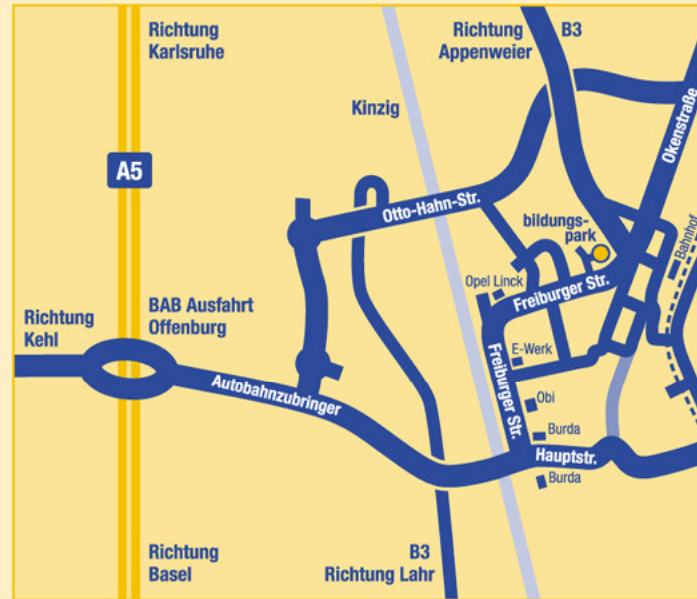 Richtung
Karlsruhe
Richtung
Appenweier
B3
Kinzig
Okenstraße
A5
Otto-Hahn-Str.
bildungs-
park
Bahnhof
Opel Linck
Freiburger Str.
Richtung
Kehl
BAB Ausfahrt
Offenburg
E-Werk
Freiburger Str.
Autobahnzubringer
Obi
Burda
Hauptstr.
Burda
Richtung
Basel
B3
Richtung Lahr